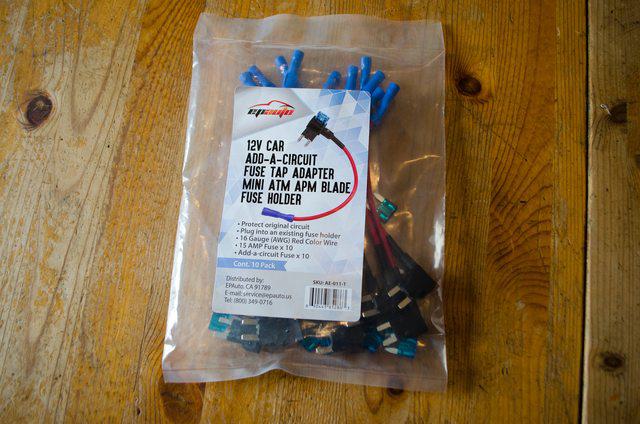 epauto
12V CAR
ADD-A-CIRCUIT
FUSE TAP ADAPTER
MINI ATM APM BLADE
FUSE HOLDER
• Protect original circuit
• Plug into an existing fuse holder
• 16 Gauge (AWG) Red Color Wire
• 15 AMP Fuse x 10
• Add-a-circuit Fuse x 10
Cont. 10 Pack
Distributed by:
EPAuto, CA 91789
E-mail: service@epauto.us
Tel: (800) 349-0716
SKU: AE-011-T